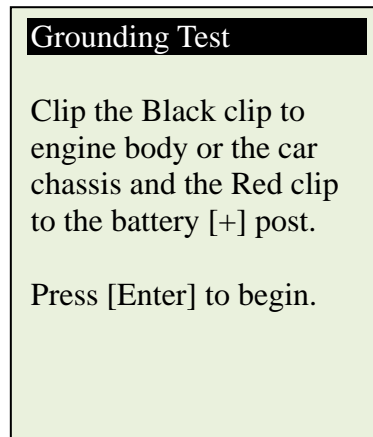 Grounding Test
Clip the Black clip to
engine body or the car
chassis and the Red clip
to the battery [+] post.
Press [Enter] to begin.